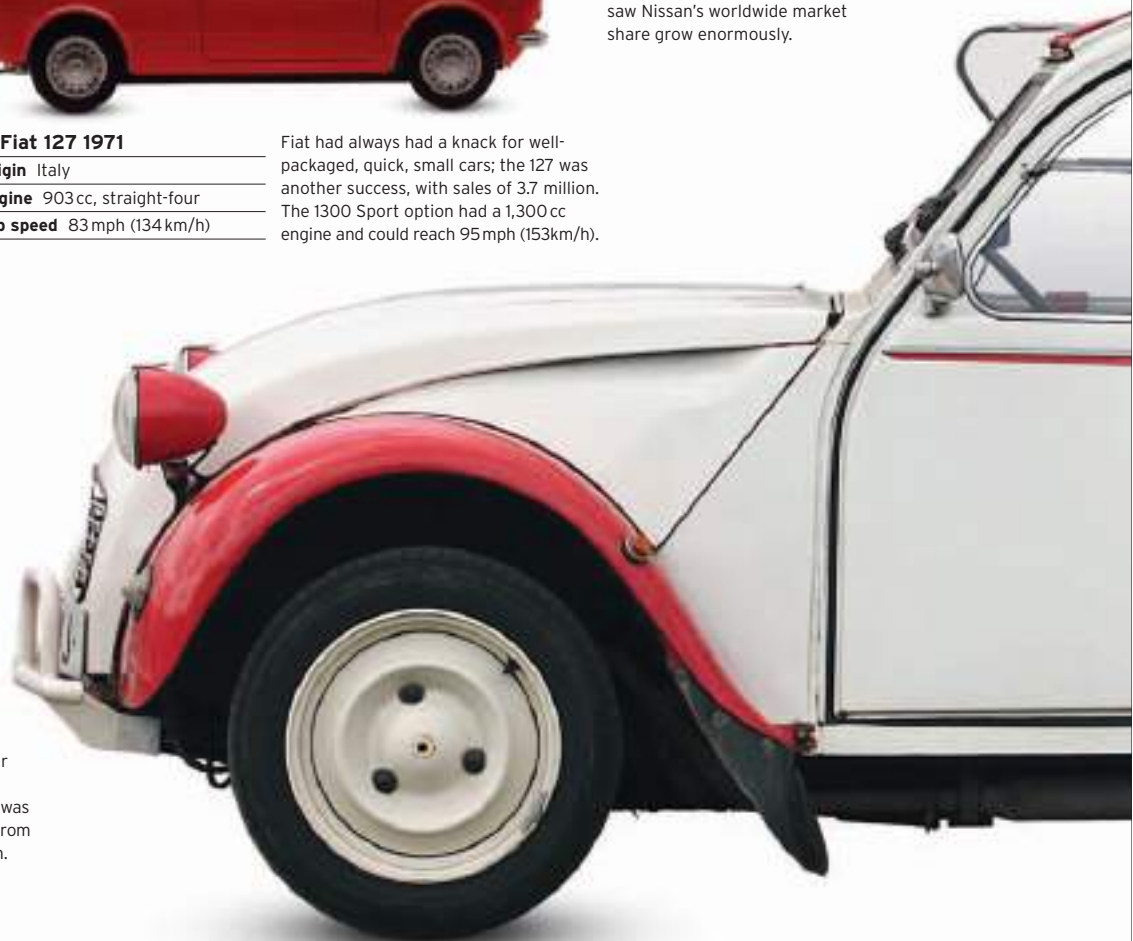 saw Nissan's worldwide market
share grow enormously.
Fiat 127 1971
igin Italy
gine 903 cc, straight-four
p speed 83 mph (134 km/h)
Fiat had always had a knack for well-
packaged, quick, small cars; the 127 was
another success, with sales of 3.7 million.
The 1300 Sport option had a 1,300 cc
engine and could reach 95 mph (153km/h).
r
was
rom
n.